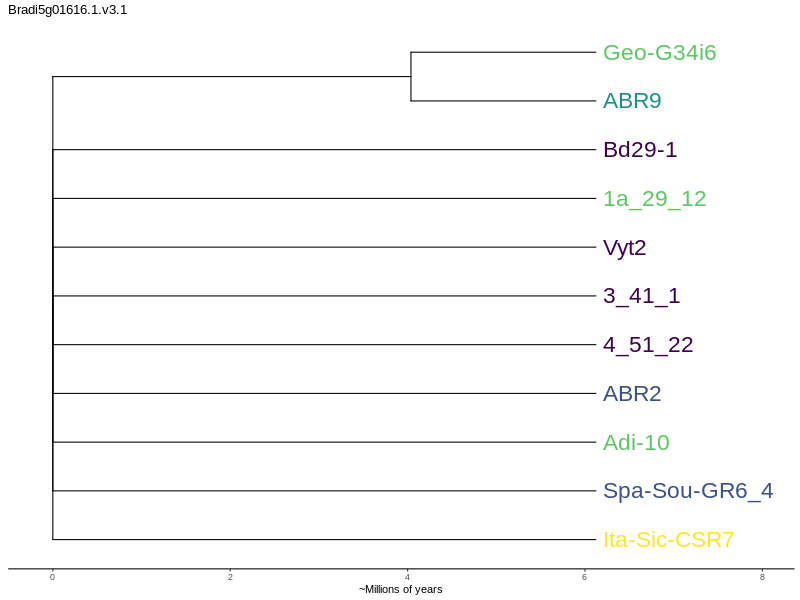 Bradi5g01616.1.v3.1
Geo-G34i6
ABR9
Bd29-1
1a_29_12
Vyt2
3_41_1
4_51_22
ABR2
Adi-10
Spa-Sou-GR6_4
Ita-Sic-CSR7
0 2 4 6 8
~Millions of years